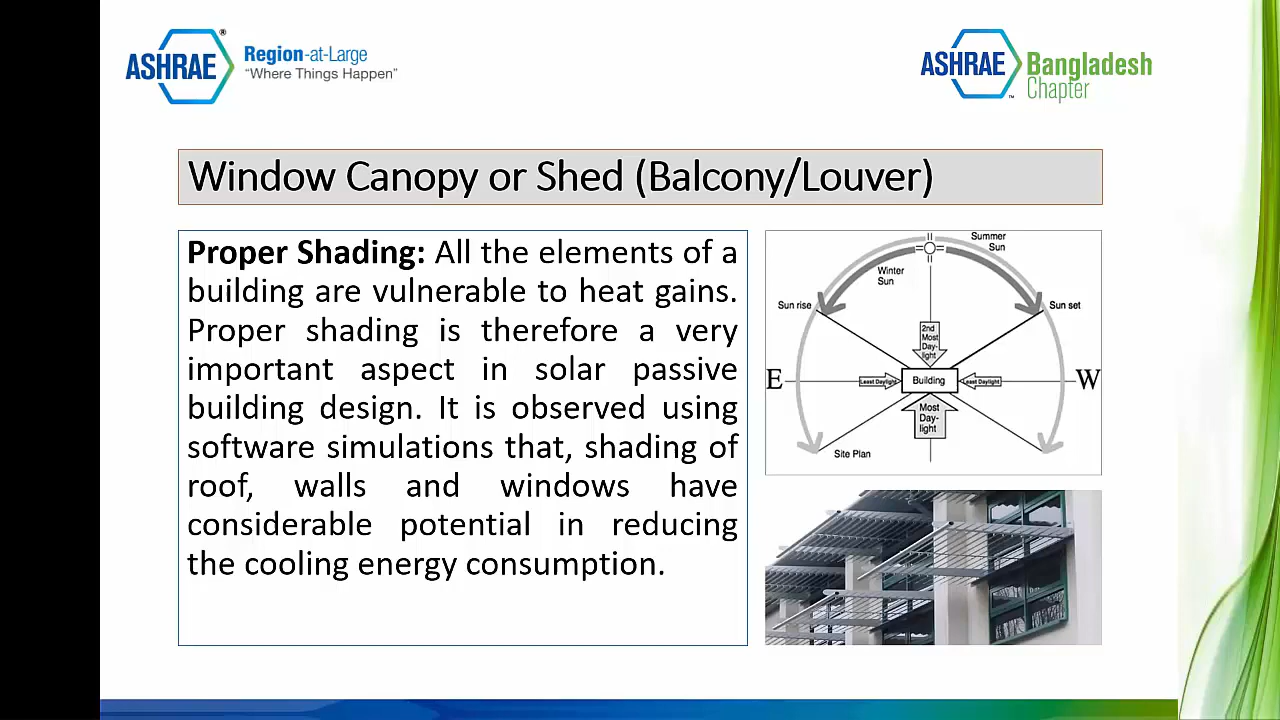 ASHRAE®
Region-at-Large
“Where Things Happen”
ASHRAE™
Bangladesh
Chapter
Window Canopy or Shed (Balcony/Louver)
Proper Shading: All the elements of a
building are vulnerable to heat gains.
Proper shading is therefore a very
important aspect in solar passive
building design. It is observed using
software simulations that, shading of
roof, walls and windows have
considerable potential in reducing
the cooling energy consumption.
Summer
Sun
Winter
Sun
Sun rise
Sun set
2nd
Most
Day-
light
E
Least Daylight
Building
Least Daylight
W
Most
Day-
light
Site Plan